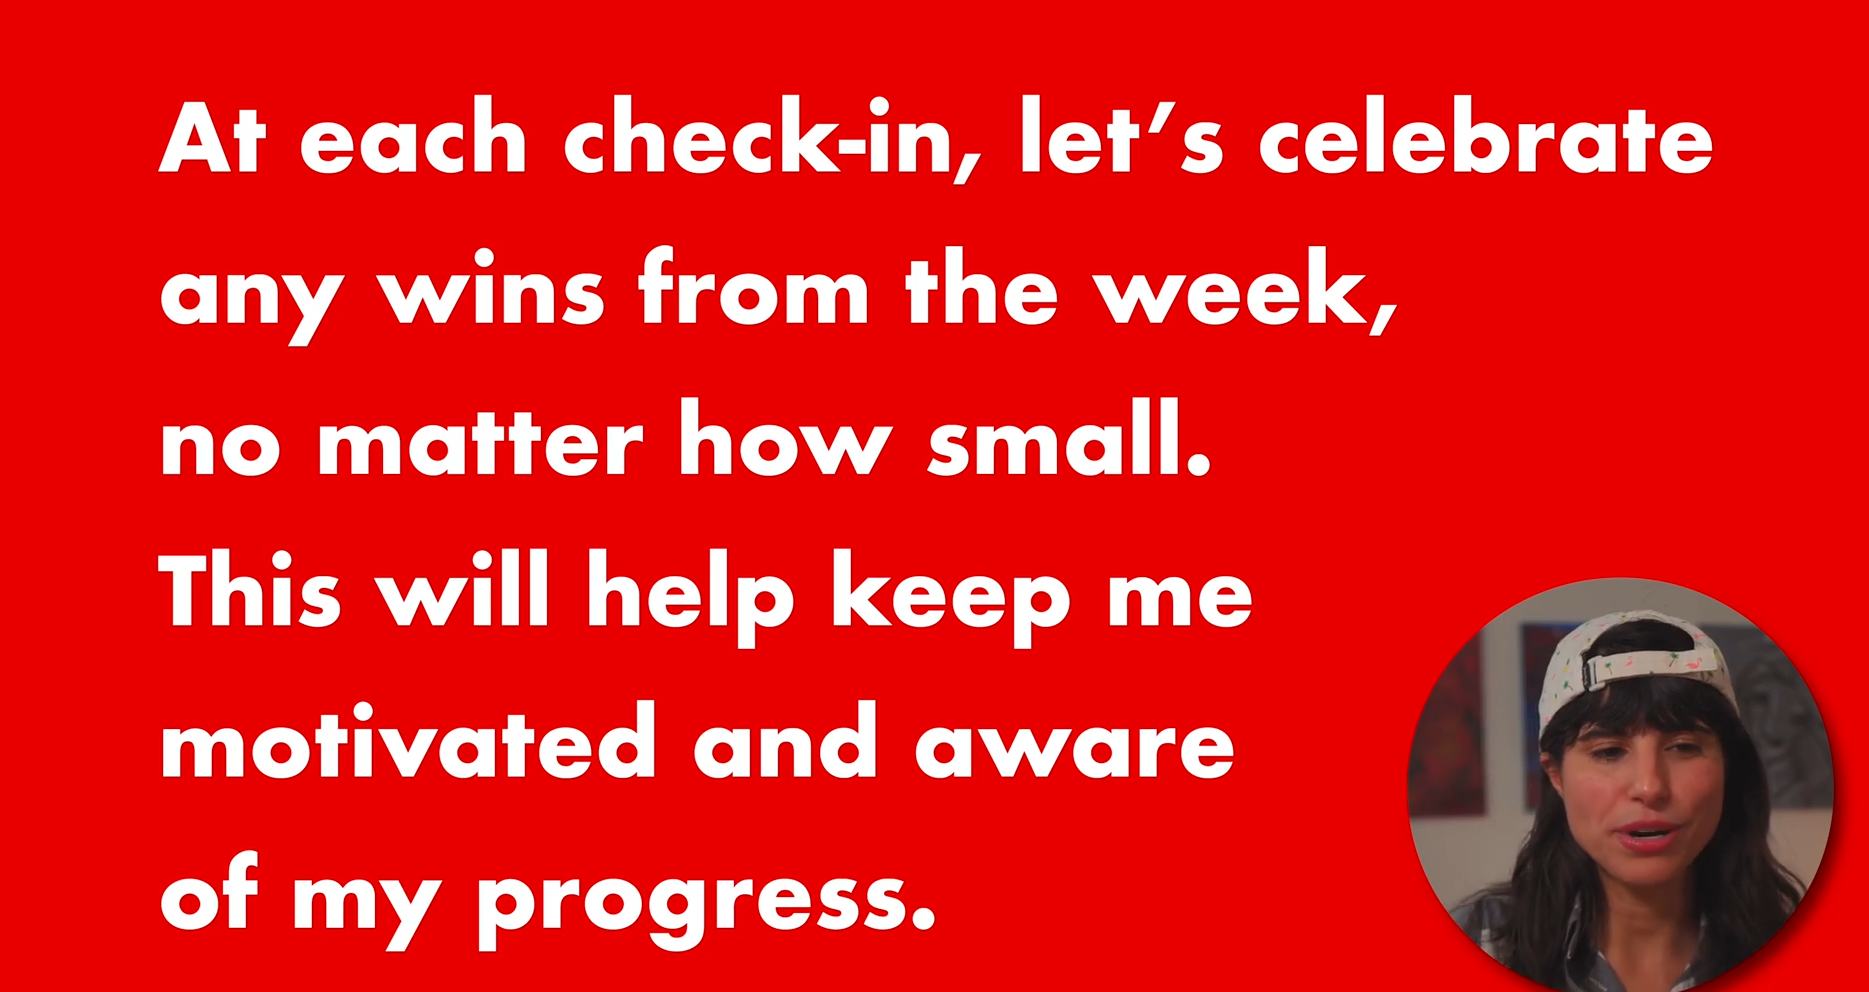 At each check-in, let’s celebrate
any wins from the week,
no matter how small.
This will help keep me
motivated and aware
of my progress.